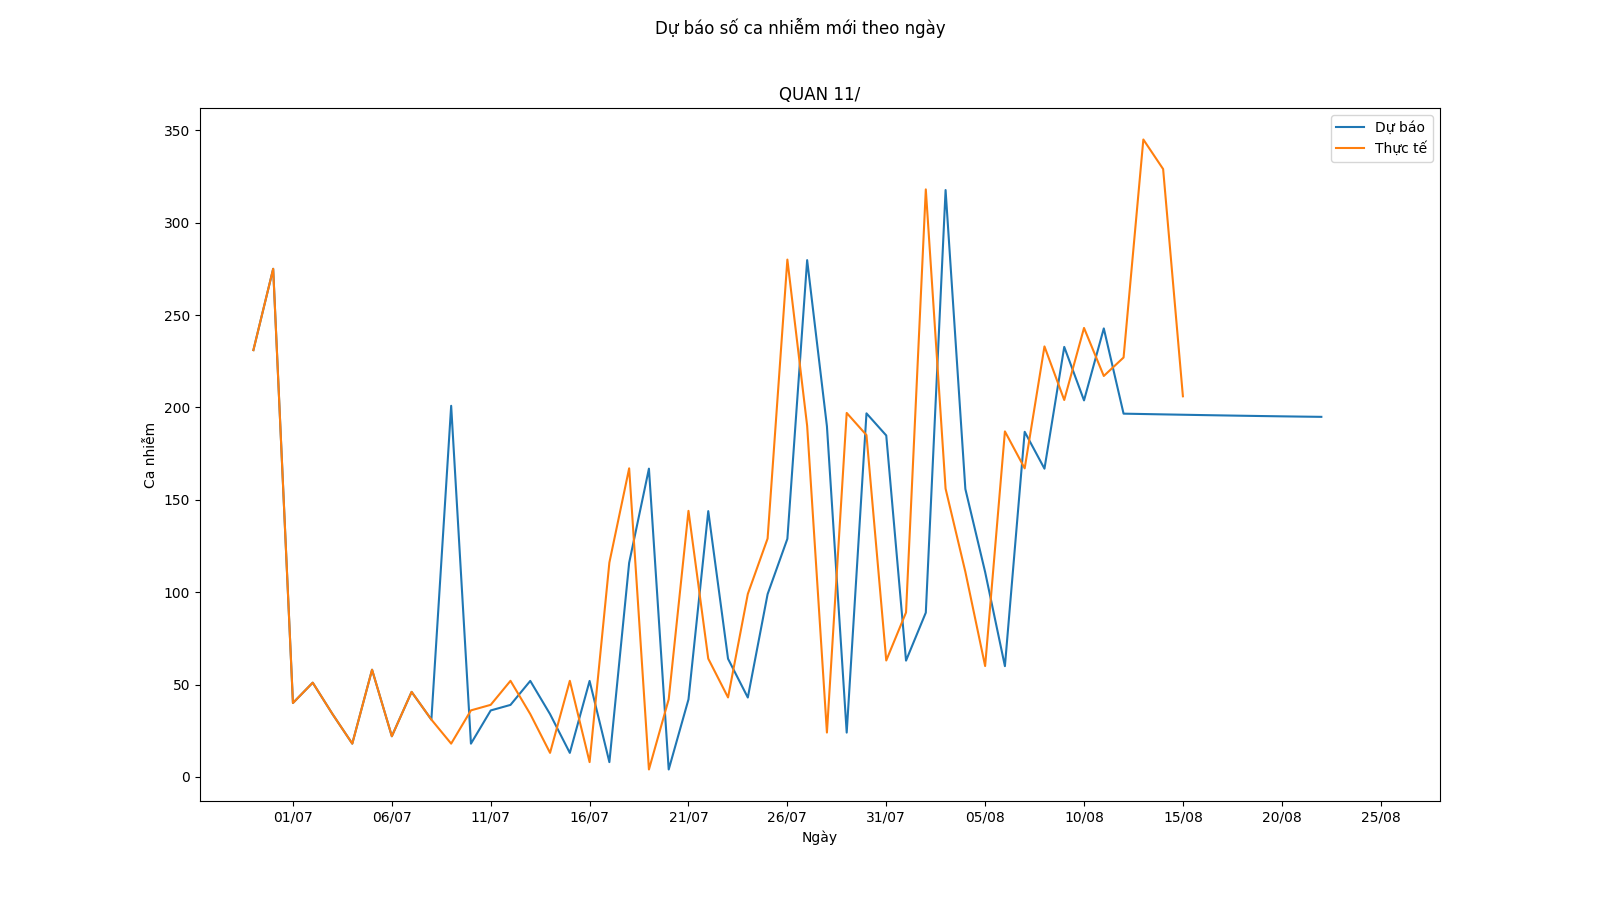 Dự báo số ca nhiễm mới theo ngày
QUAN 11/
Dự báo
Thực tế
350
300
250
200
150
100
50
0
Ca nhiễm
01/07 06/07 11/07 16/07 21/07 26/07 31/07 05/08 10/08 15/08 20/08 25/08
Ngày